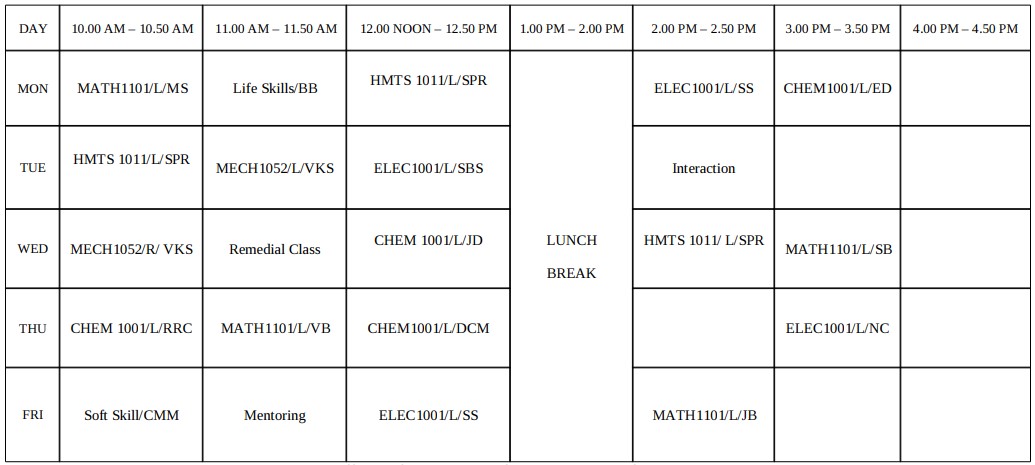 DAY 10.00 AM – 10.50 AM 11.00 AM – 11.50 AM 12.00 NOON – 12.50 PM 1.00 PM – 2.00 PM 2.00 PM – 2.50 PM 3.00 PM – 3.50 PM 4.00 PM – 4.50 PM
MON MATH1101/L/MS Life Skills/BB HMTS 1011/L/SPR ELEC1001/L/SS CHEM1001/L/ED
TUE HMTS 1011/L/SPR MECH1052/L/VKS ELEC1001/L/SBS Interaction
WED MECH1052/R/ VKS Remedial Class CHEM 1001/L/JD LUNCH HMTS 1011/ L/SPR MATH1101/L/SB
BREAK
THU CHEM 1001/L/RRC MATH1101/L/VB CHEM1001/L/DCM ELEC1001/L/NC
FRI Soft Skill/CMM Mentoring ELEC1001/L/SS MATH1101/L/JB